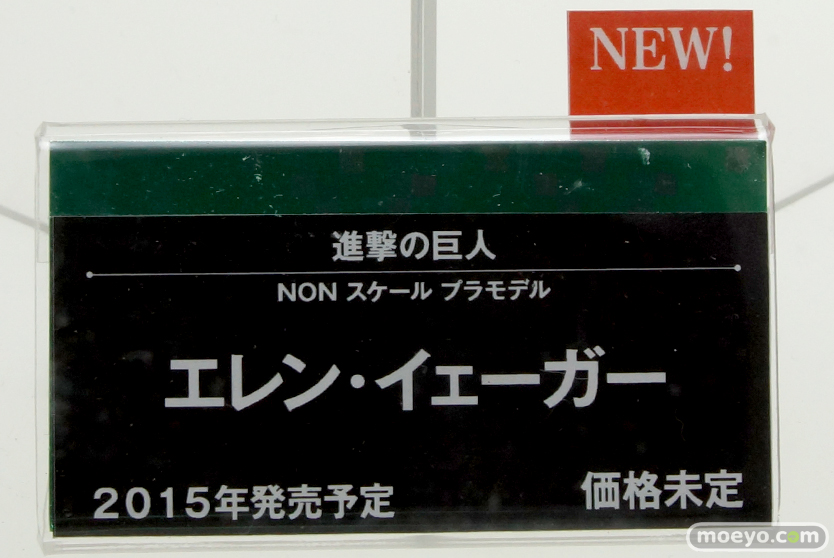 NEW!
進撃の巨人
NON スケール プラモデル
エレン・イェーガー
2015年発売予定 価格未定
moeyo.com